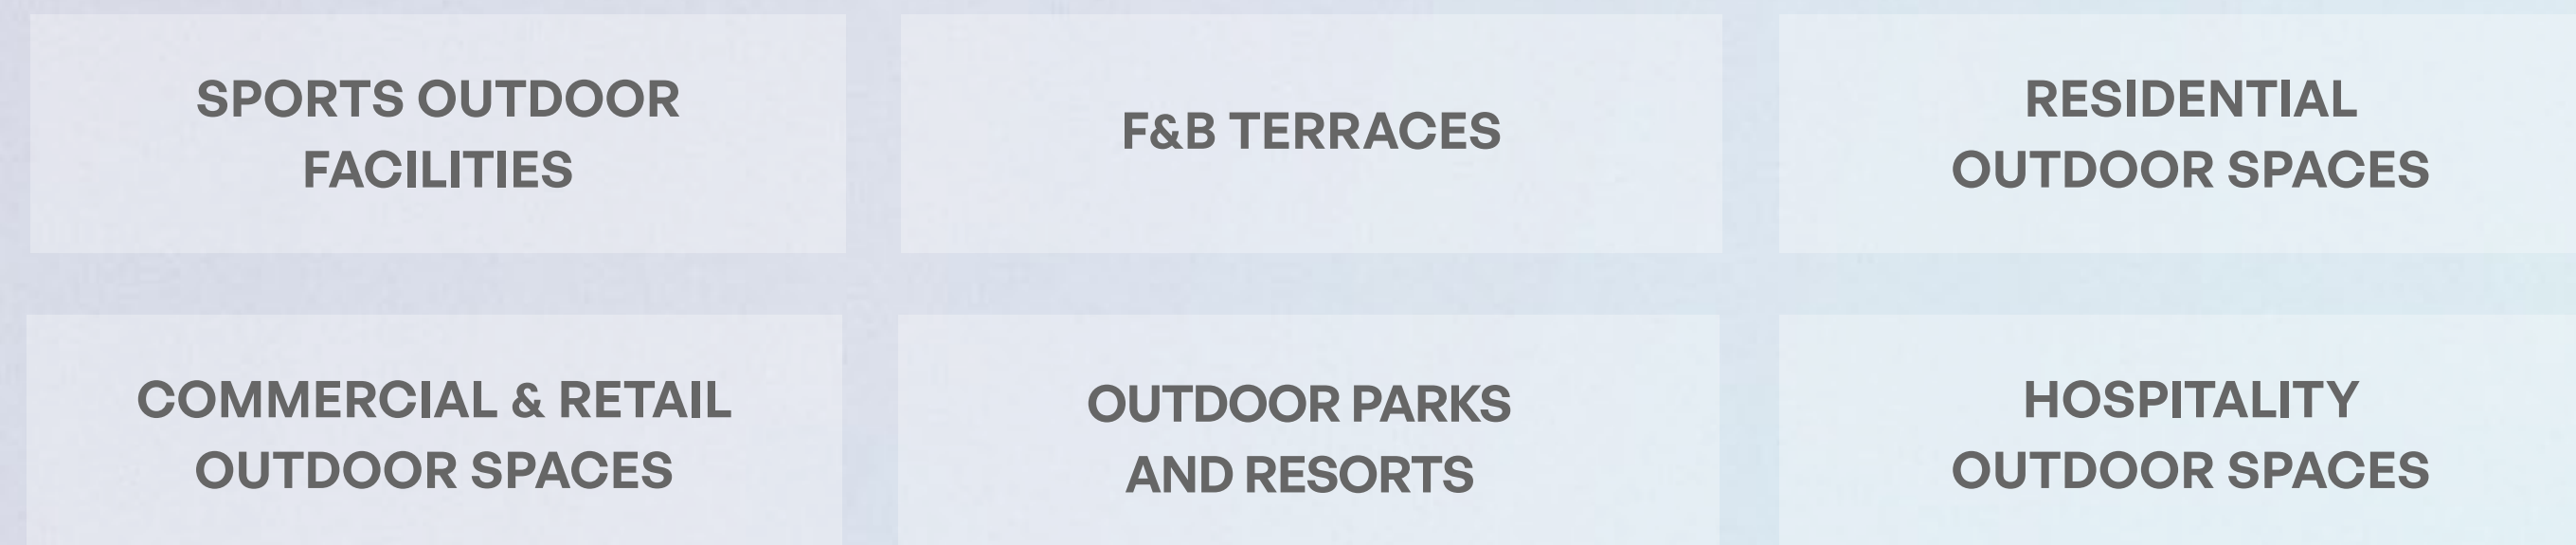 SPORTS OUTDOOR
FACILITIES
F&B TERRACES
RESIDENTIAL
OUTDOOR SPACES
COMMERCIAL & RETAIL
OUTDOOR SPACES
OUTDOOR PARKS
AND RESORTS
HOSPITALITY
OUTDOOR SPACES